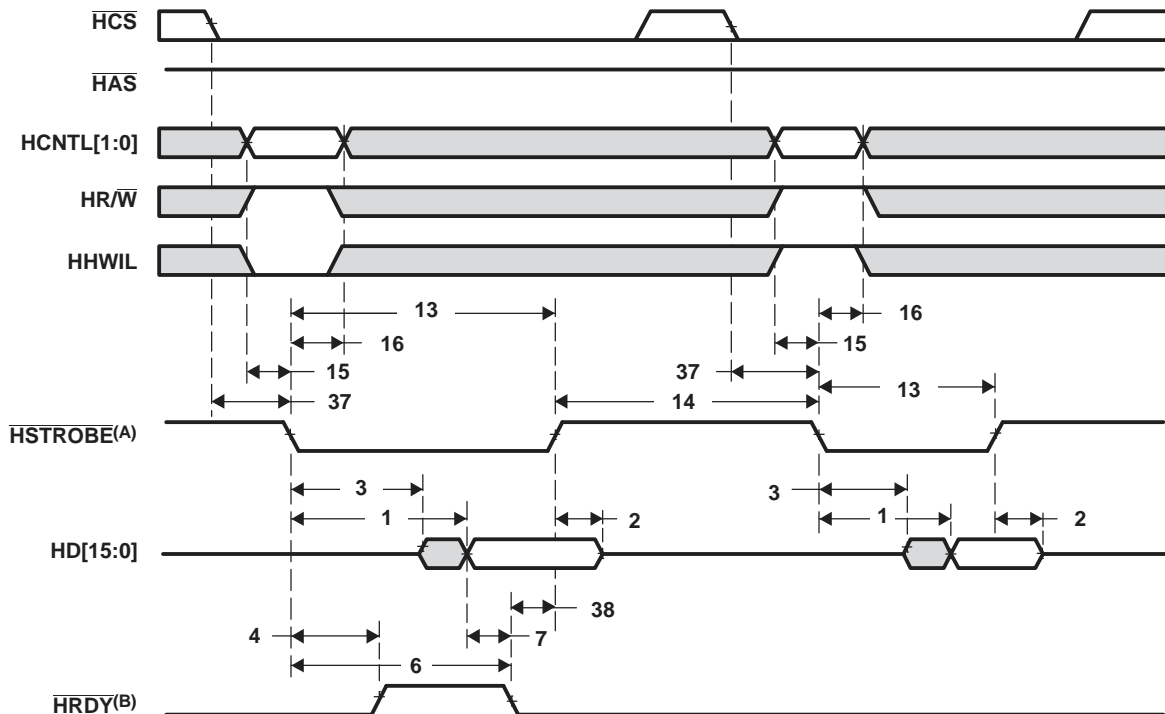 HCS
HAS
HCNTL[1:0]
HR/W
HHWIL
13
16
16
15
15
37
37
13
14
HSTROBE(A)
3
3
1
1
2
2
HD[15:0]
38
4
7
6
HRDY(B)